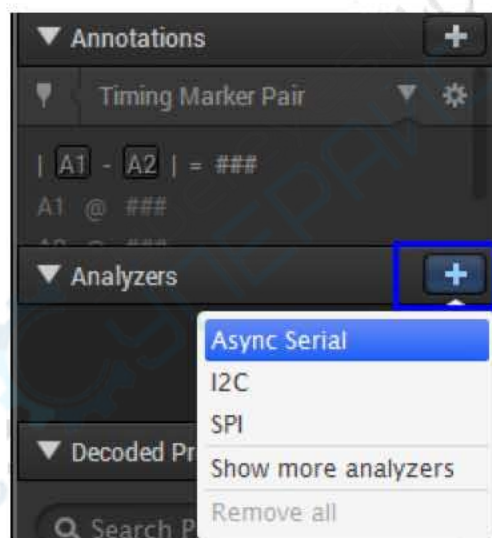 Annotations
Timing Marker Pair
| A1 - A2 | = ###
A1 @ ###
Analyzers
Async Serial
I2C
SPI
Decoded Pr
Show more analyzers
Search P
Remove all